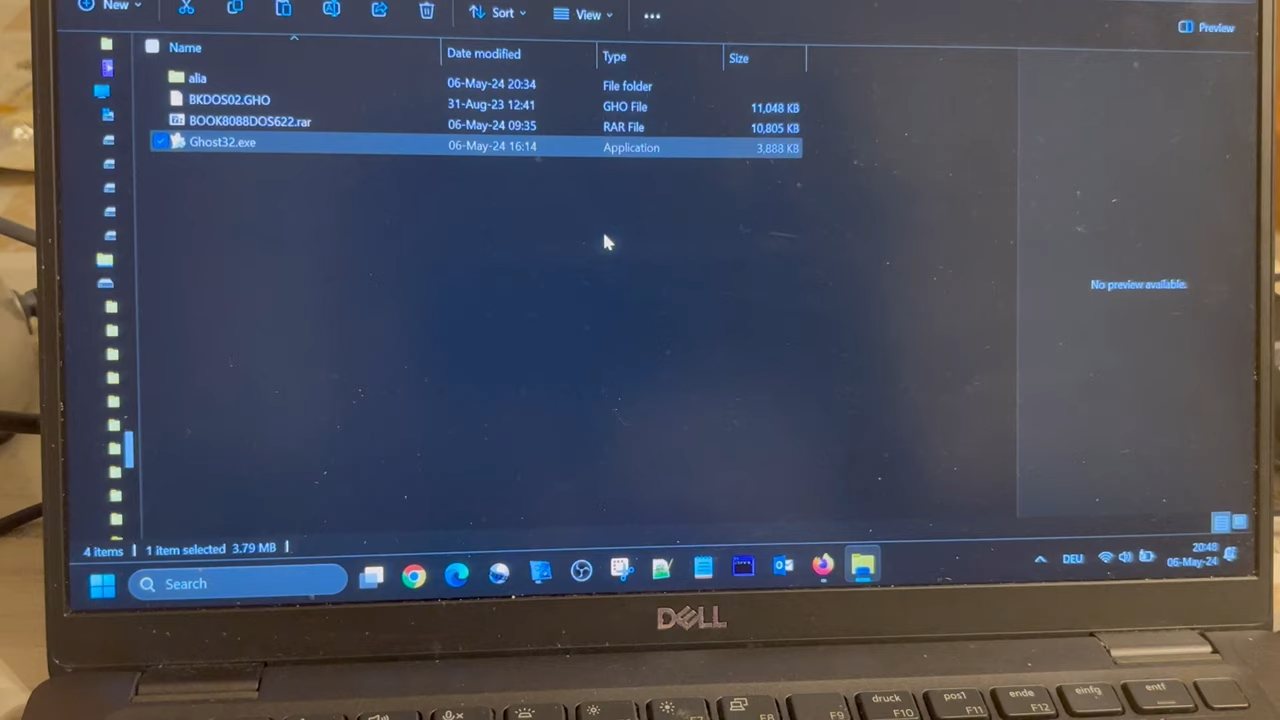 New
Sort
View
...
Preview
Name Date modified Type Size
alia 06-May-24 20:34 File folder
BKDOS02.GHO 31-Aug-23 12:41 GHO File 11,048 KB
BOOK8088DOS622.rar 06-May-24 09:35 RAR File 10,805 KB
Ghost32.exe 06-May-24 16:14 Application 3,888 KB
No preview available.
4 items 1 item selected 3.79 MB
Search
DEU
20:48
06-May-24
DELL
druck
F10
pos1
F11
ende
F12
einfg
entf
F9
F8